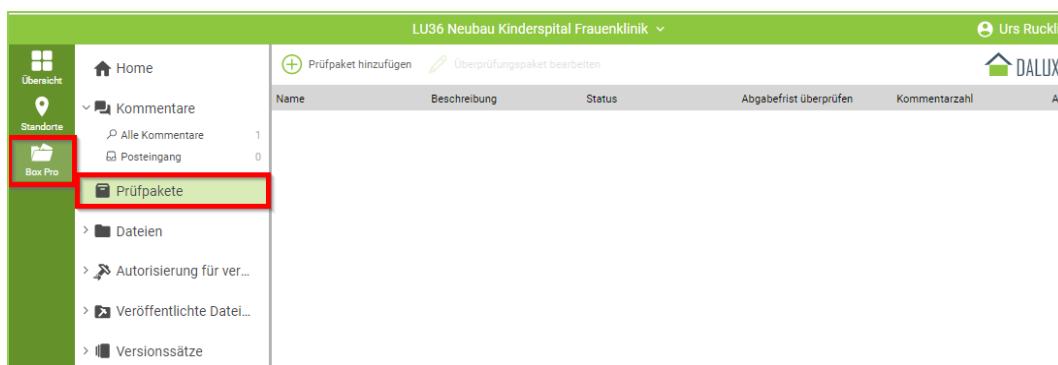 LU36 Neubau Kinderspital Frauenklinik
Urs Ruckli
Übersicht
Standorte
Box Pro
Home
Kommentare
Alle Kommentare 1
Posteingang 0
Prüfpakete
Dateien
Autorisierung für ver...
Veröffentlichte Datei...
Versionssätze
Prüfpaket hinzufügen Überprüfungspaket bearbeiten
DALUX
Name Beschreibung Status Abgabefrist überprüfen Kommentarzahl A